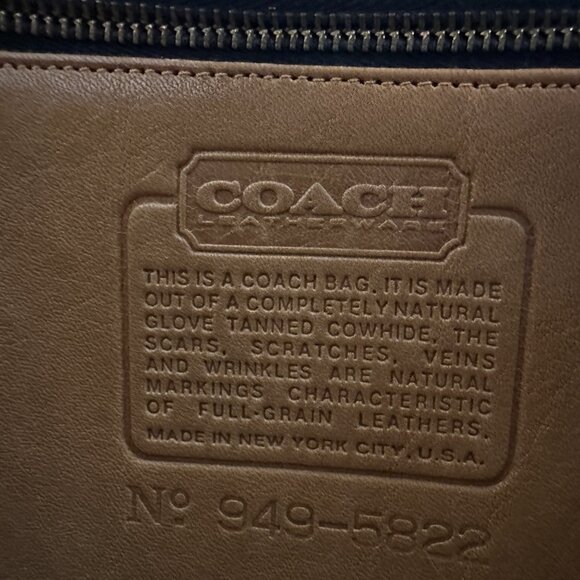 COACH
LEATHERWARE
THIS IS A COACH BAG. IT IS MADE
OUT OF A COMPLETELY NATURAL
GLOVE TANNED COWHIDE, THE
SCARS, SCRATCHES, VEINS
AND WRINKLES ARE NATURAL
MARKINGS CHARACTERISTIC
OF FULL-GRAIN LEATHERS.
MADE IN NEW YORK CITY, U.S.A.
Nº 949-5822